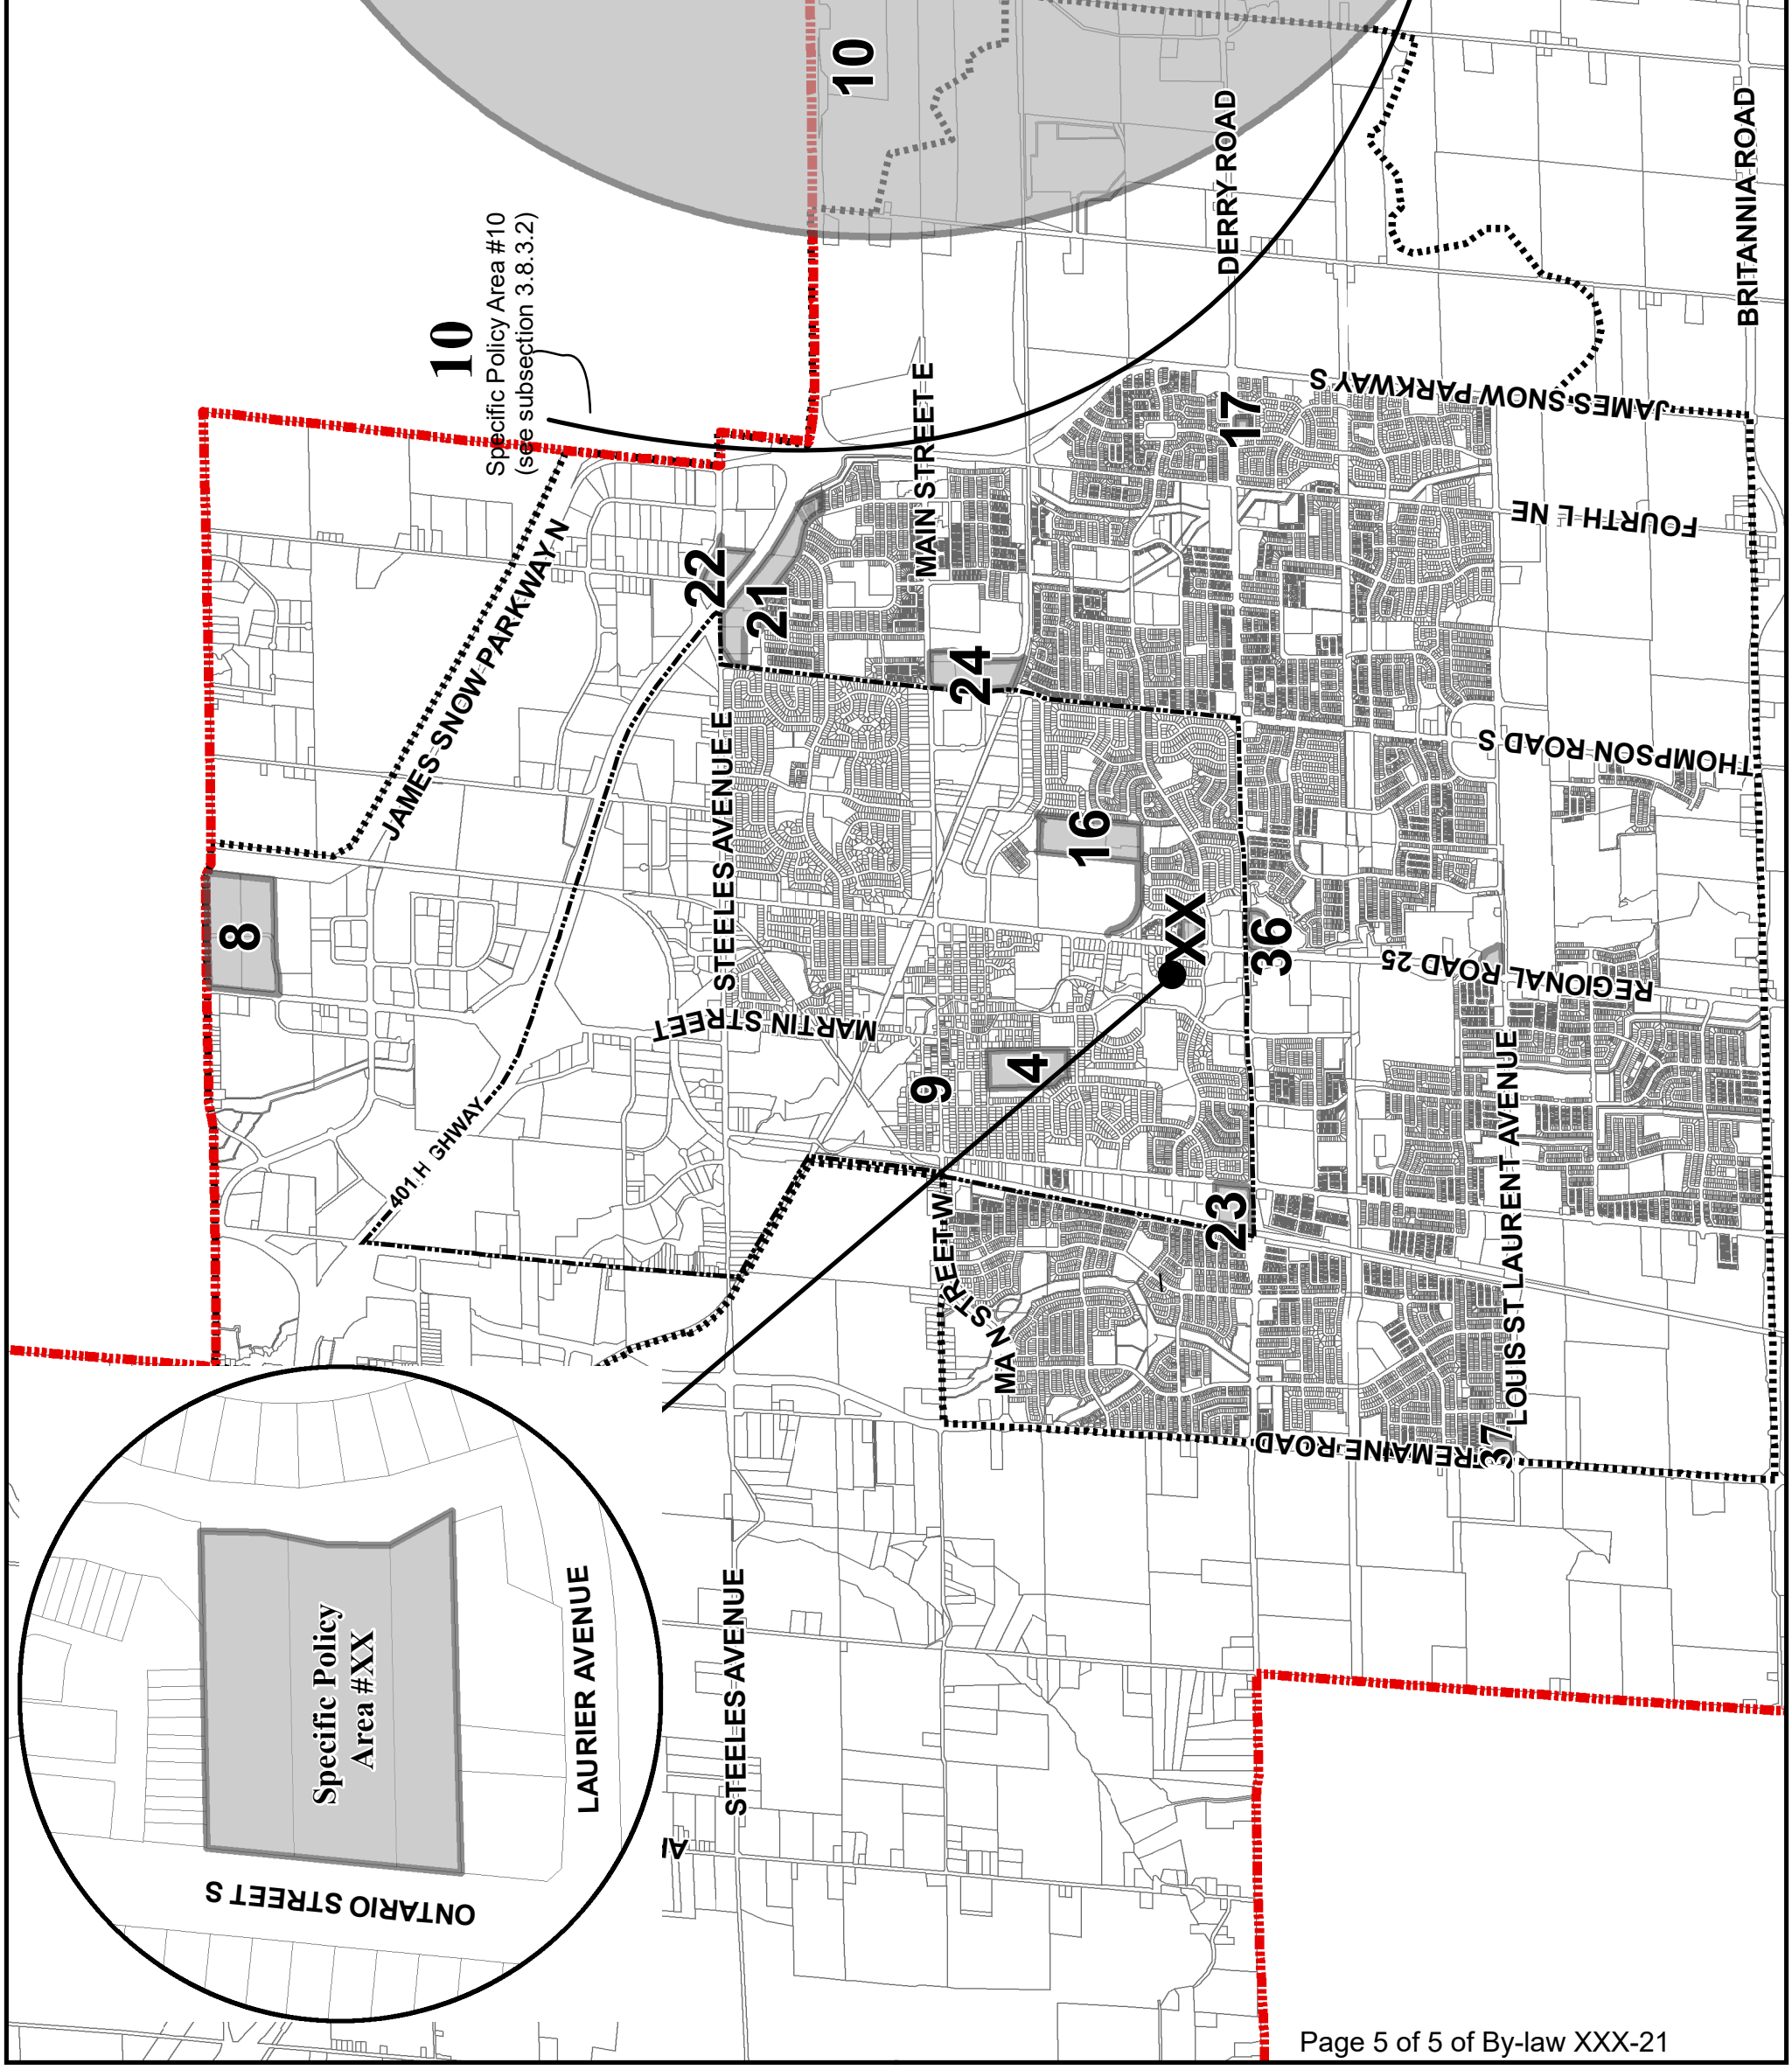 10
10
Specific Policy Area #10
(see subsection 3.8.3.2)
DERRY ROAD
BRITANNIA ROAD
JAMES SNOW PARKWAY S
17
MAIN STREET E
FOURTH L NE
JAMES SNOW PARKWAY N
22
21
24
THOMPSON ROAD S
STEELES AVENUE E
16
8
XX
36
REGIONAL ROAD 25
MARTIN STREET
4
9
401 H GHWAY
23
LOUIS ST LAURENT AVENUE
MA N STREET W
TREMAINE ROAD
37
Specific Policy
Area #XX
LAURIER AVENUE
ONTARIO STREET S
STEELES AVENUE
Page 5 of 5 of By-law XXX-21